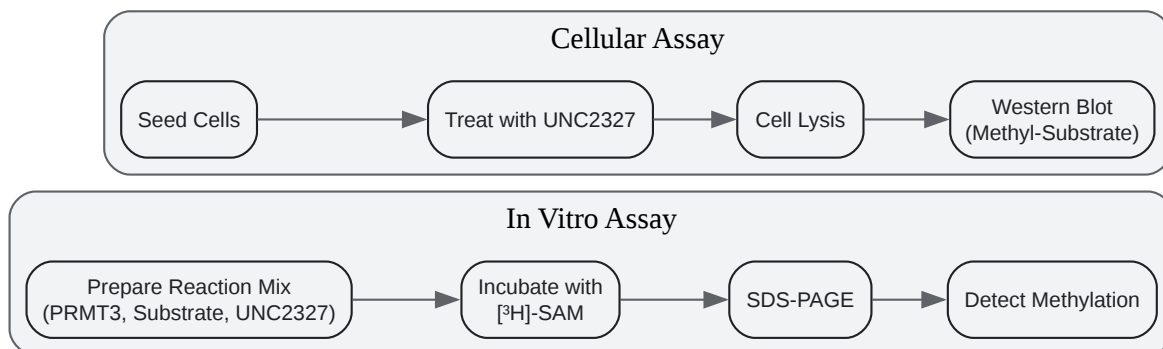 Cellular Assay
Seed Cells
Treat with UNC2327
Cell Lysis
Western Blot
(Methyl-Substrate)
In Vitro Assay
Prepare Reaction Mix
(PRMT3, Substrate, UNC2327)
Incubate with
[³H]-SAM
SDS-PAGE
Detect Methylation